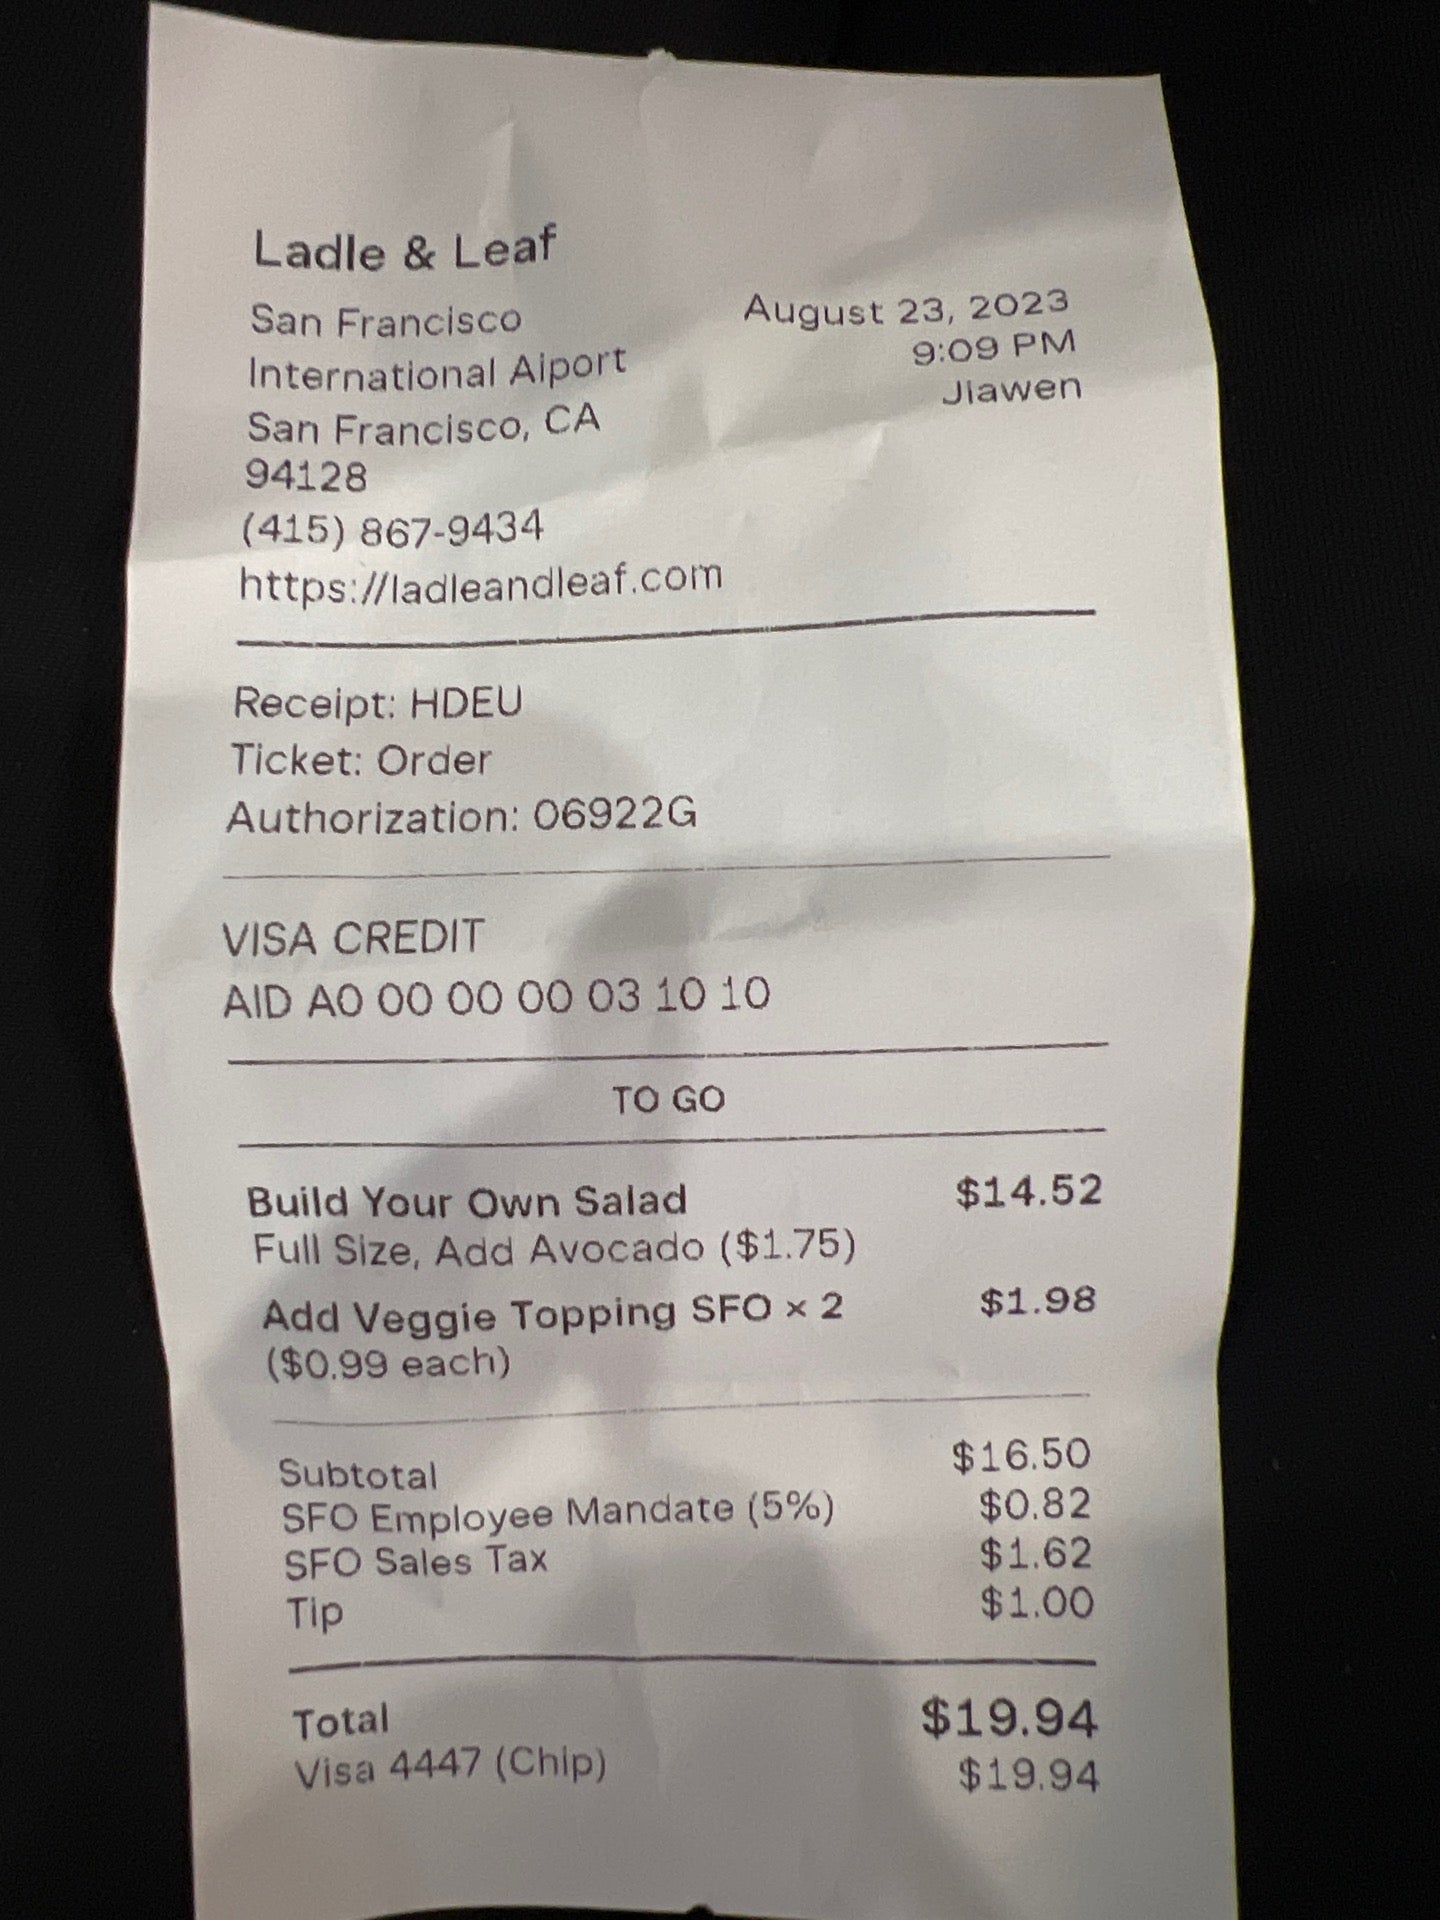 Ladle & Leaf
San Francisco
International Aiport
San Francisco, CA
94128
(415) 867-9434
https://ladleandleaf.com
August 23, 2023
9:09 PM
Jiawen
Receipt: HDEU
Ticket: Order
Authorization: 06922G
VISA CREDIT
AID A0 00 00 00 03 10 10
TO GO
Build Your Own Salad $14.52
Full Size, Add Avocado ($1.75)
Add Veggie Topping SFO × 2 $1.98
($0.99 each)
Subtotal $16.50
SFO Employee Mandate (5%) $0.82
SFO Sales Tax $1.62
Tip $1.00
Total $19.94
Visa 4447 (Chip) $19.94